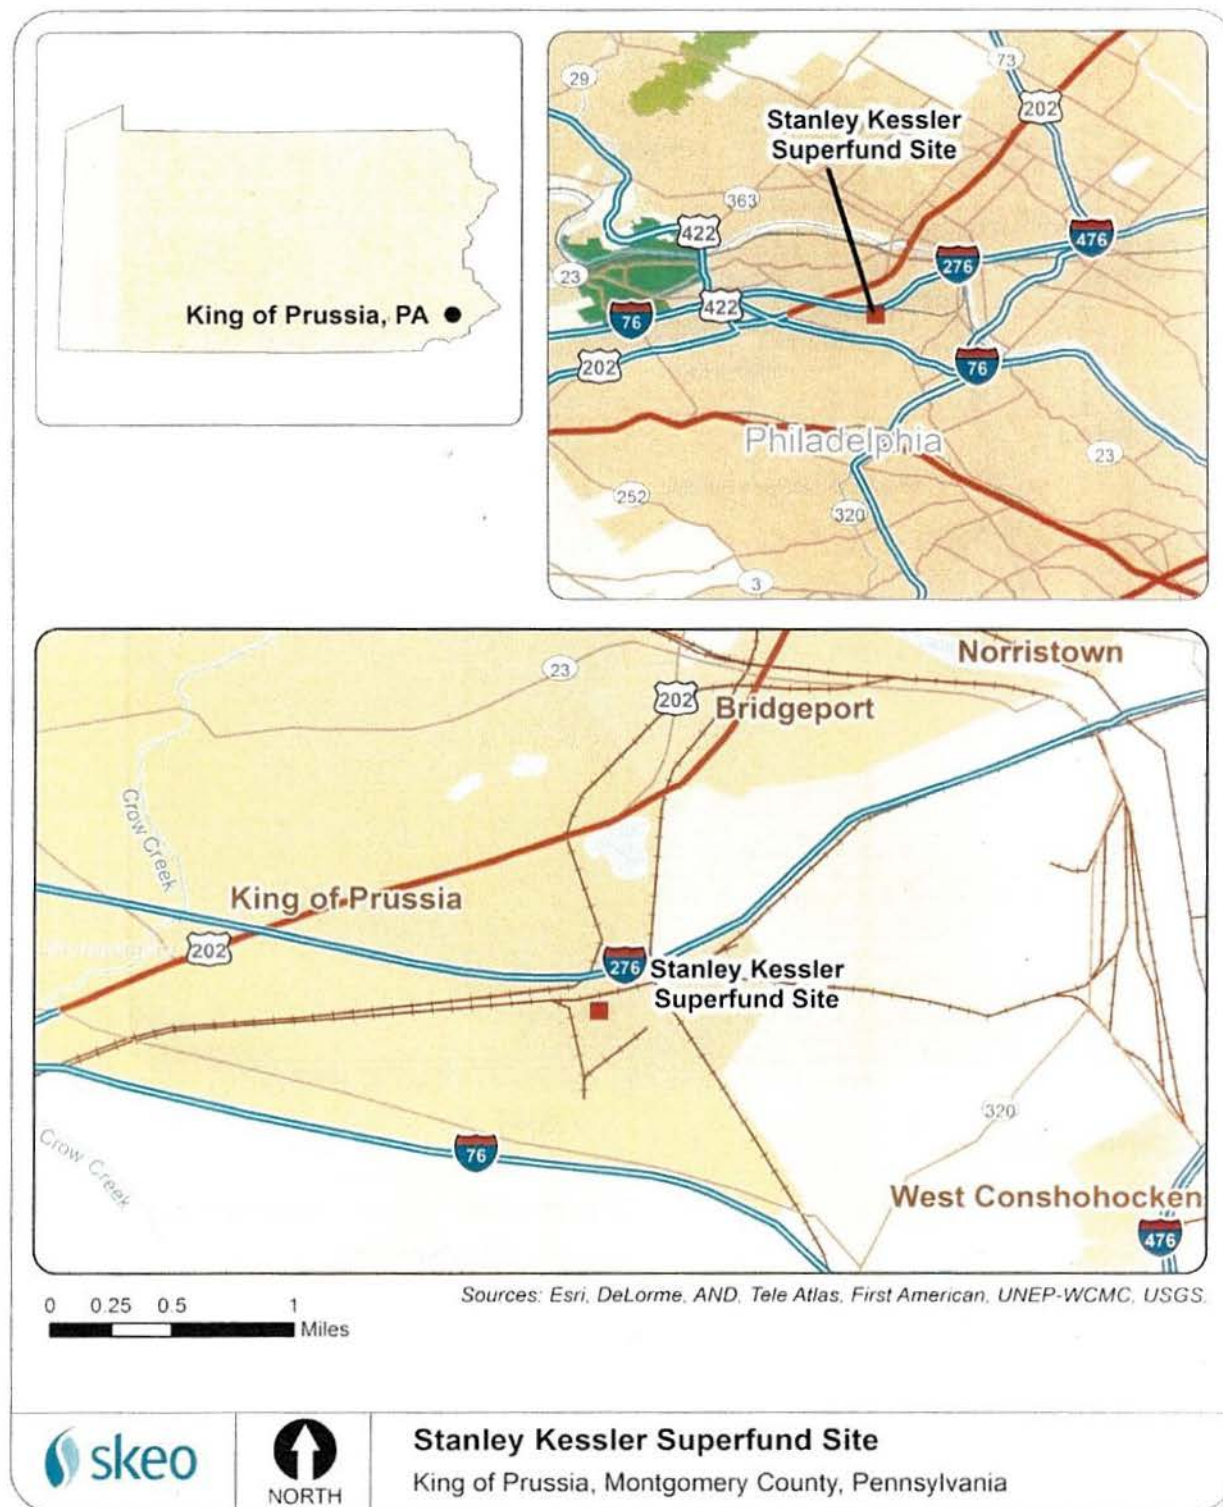 King of Prussia, PA
29
73
202
Stanley Kessler
Superfund Site
363
422
476
276
23
422
76
202
76
Philadelphia
23
252
320
3
Norristown
23
202
Bridgeport
Crow Creek
King of Prussia
202
276
Stanley Kessler
Superfund Site
320
76
Crow Creek
West Conshohocken
476
0 0.25 0.5 1
Miles
Sources: Esri, DeLorme, AND, Tele Atlas, First American, UNEP-WCMC, USGS.
skeo
NORTH
Stanley Kessler Superfund Site
King of Prussia, Montgomery County, Pennsylvania